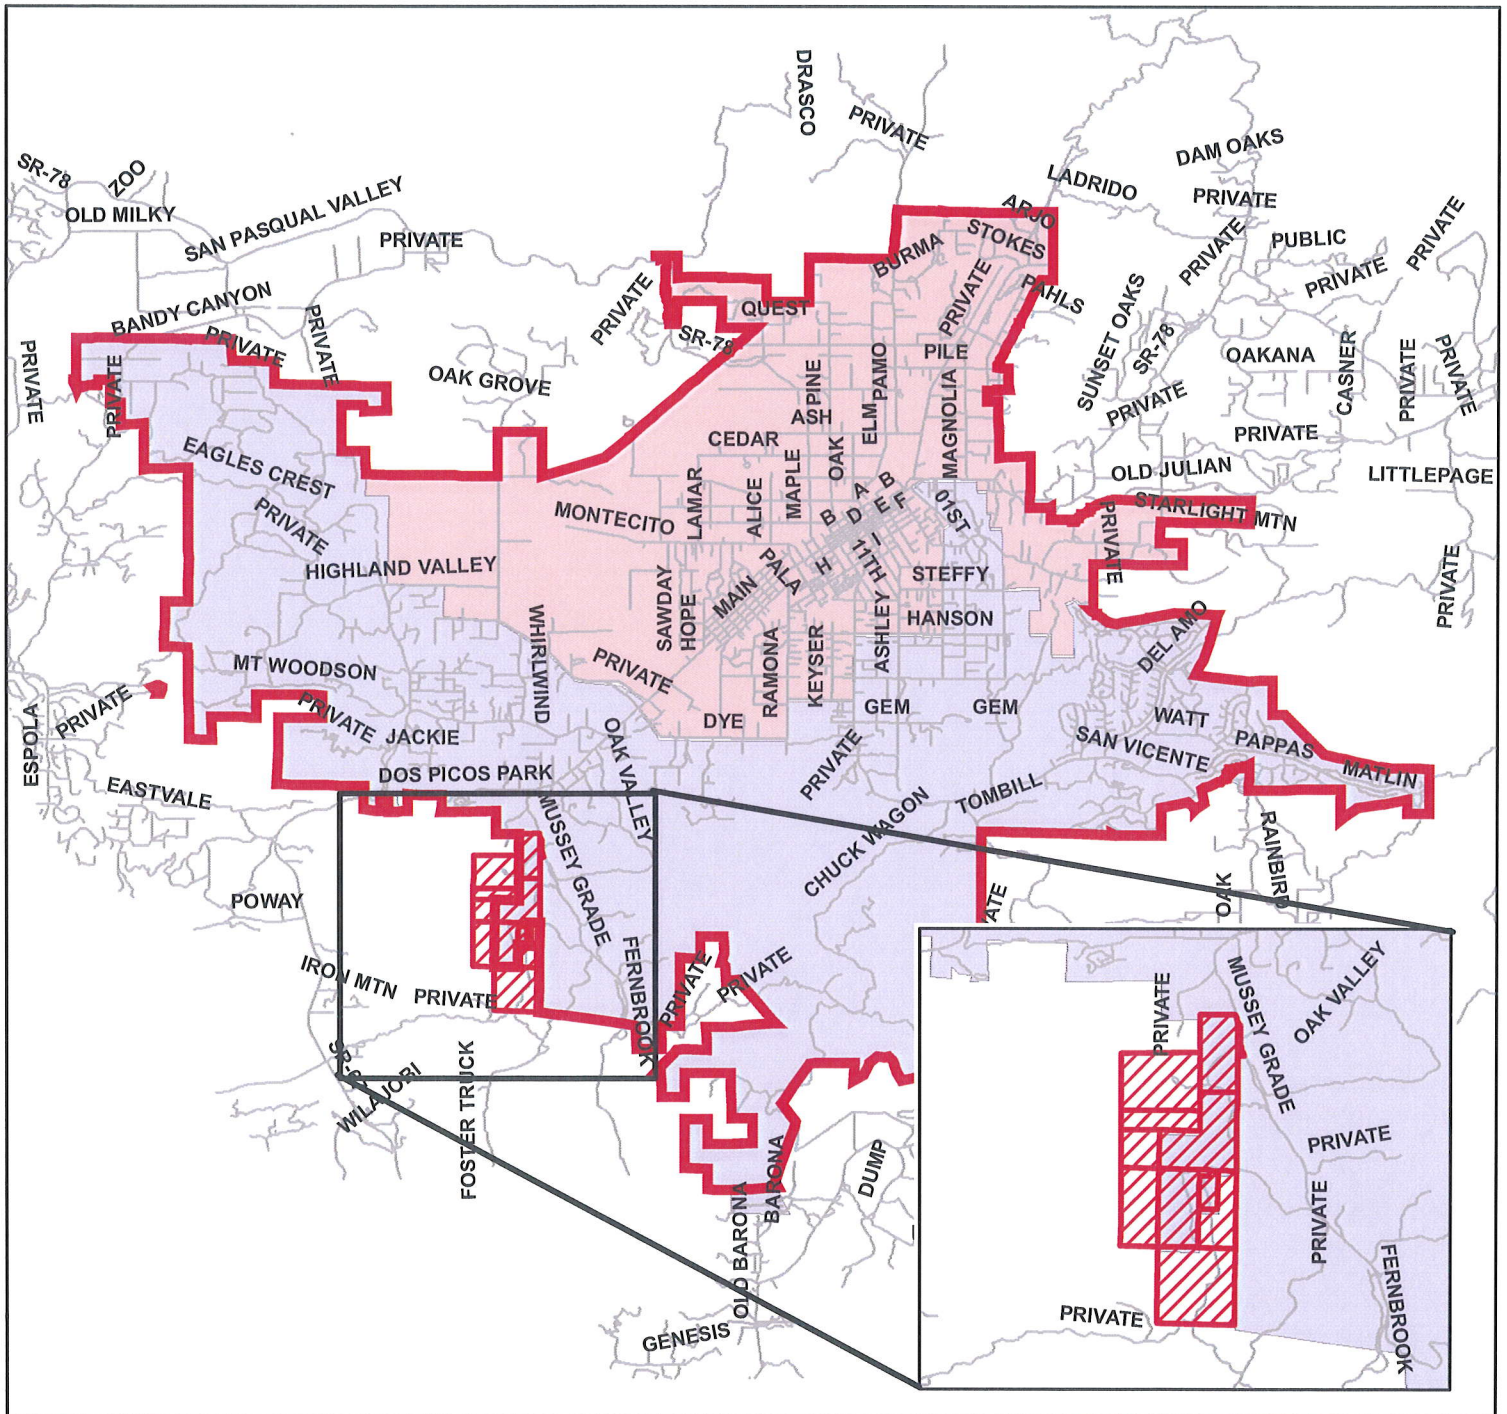 DRASCO
PRIVATE
DAM OAKS
SR-78
ZOO
LADRIDO
PRIVATE
OLD MILKY
SAN PASQUAL VALLEY
PRIVATE
ARJO
STOKES
BURMA
PRIVATE
PUBLIC
PRIVATE
PRIVATE
BANDY CANYON
PRIVATE
PRIVATE
PRIVATE
QUEST
PRIVATE
PAHLS
SUNSET OAKS
SR-78
SR-78
PRIVATE
PRIVATE
OAK GROVE
PINE
PAMO
PILE
OAKANA
CASNER
PRIVATE
PRIVATE
PRIVATE
ASH
ELM
MAGNOLIA
PRIVATE
CEDAR
OAK
PRIVATE
EAGLES CREST
LAMAR
ALICE
MAPLE
OLD JULIAN
LITTLEPAGE
PRIVATE
MONTECITO
B
A
B
D
E
F
01ST
STARLIGHT MTN
PRIVATE
I
11TH
H
HIGHLAND VALLEY
SAWDAY
HOPE
MAIN
PALA
STEFFY
PRIVATE
WHIRLWIND
KEYSER
ASHLEY
HANSON
DEL AMO
MT WOODSON
PRIVATE
RAMONA
PRIVATE
ESPOLA
PRIVATE
JACKIE
DYE
GEM
GEM
WATT
SAN VICENTE
PAPPAS
MATLIN
DOS PICOS PARK
OAK VALLEY
PRIVATE
EASTVALE
MUSSEY GRADE
CHUCK WAGON
TOMBILL
RAINBIRD
OAK
POWAY
ATE
IRON MTN
PRIVATE
FERNBROOK
PRIVATE
PRIVATE
WILAJOBI
FOSTER TRUCK
BARONA
DUMP
OLD BARONA
GENESIS
PRIVATE
MUSSEY GRADE
OAK VALLEY
PRIVATE
PRIVATE
FERNBROOK
PRIVATE